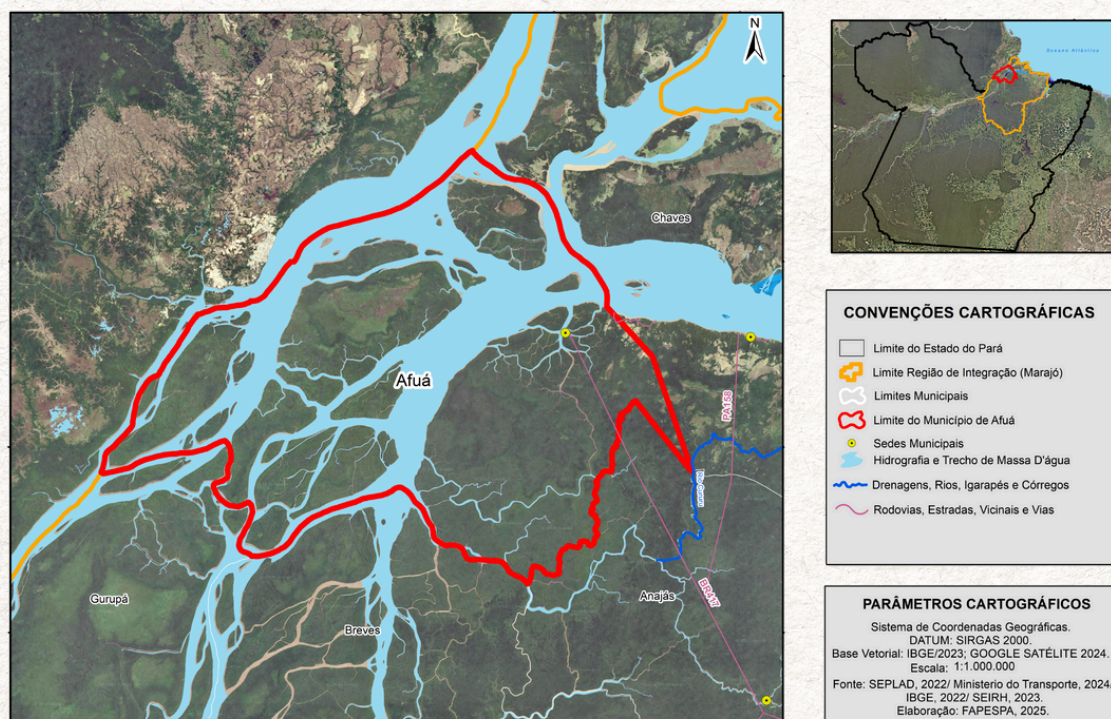 N
Chaves
Afuá
PA158
Gurupá
Breves
Anajás
BR417
Oceano Atlântico
CONVENÇÕES CARTOGRÁFICAS
Limite do Estado do Pará
Limite Região de Integração (Marajó)
Limites Municipais
Limite do Município de Afuá
Sedes Municipais
Hidrografia e Trecho de Massa D'água
Drenagens, Rios, Igarapés e Córregos
Rodovias, Estradas, Vicinais e Vias
PARÂMETROS CARTOGRÁFICOS
Sistema de Coordenadas Geográficas.
DATUM: SIRGAS 2000.
Base Vetorial: IBGE/2023; GOOGLE SATÉLITE 2024.
Escala: 1:1.000.000
Fonte: SEPLAD, 2022/ Ministerio do Transporte, 2024/
IBGE, 2022/ SEIRH, 2023.
Elaboração: FAPESPA, 2025.